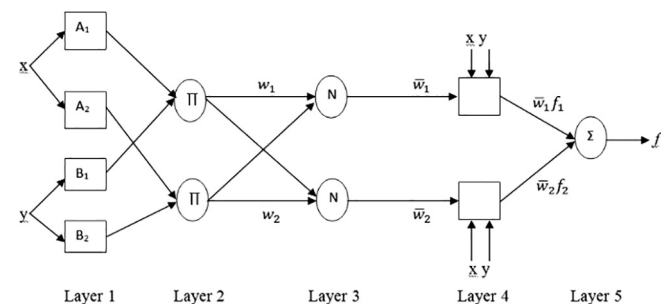 A₁
x y
x
∏
w₁
N
w̅₁
w̅₁f₁
A₂
Σ
f
B₁
w̅₂f₂
y
∏
w₂
N
w̅₂
B₂
x y
Layer 1 Layer 2 Layer 3 Layer 4 Layer 5